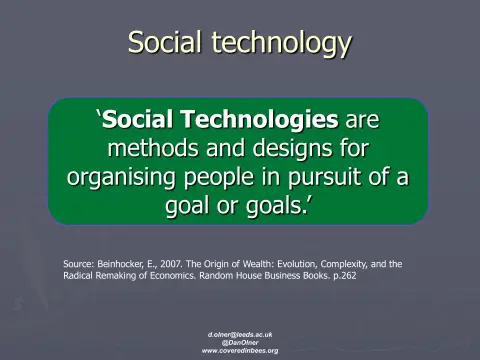 Social technology
‘Social Technologies are
methods and designs for
organising people in pursuit of a
goal or goals.’
Source: Beinhocker, E., 2007. The Origin of Wealth: Evolution, Complexity, and the
Radical Remaking of Economics. Random House Business Books. p.262
d.olner@leeds.ac.uk
@DanOlner
www.coveredinbees.org